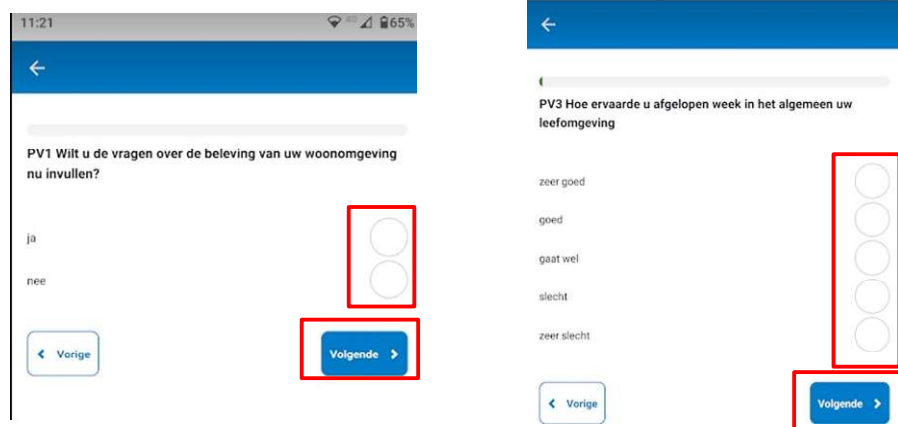 11:21
4G
65%
PV1 Wilt u de vragen over de beleving van uw woonomgeving
nu invullen?
ja
nee
Vorige
Volgende
PV3 Hoe ervaarde u afgelopen week in het algemeen uw
leefomgeving
zeer goed
goed
gaat wel
slecht
zeer slecht
Vorige
Volgende